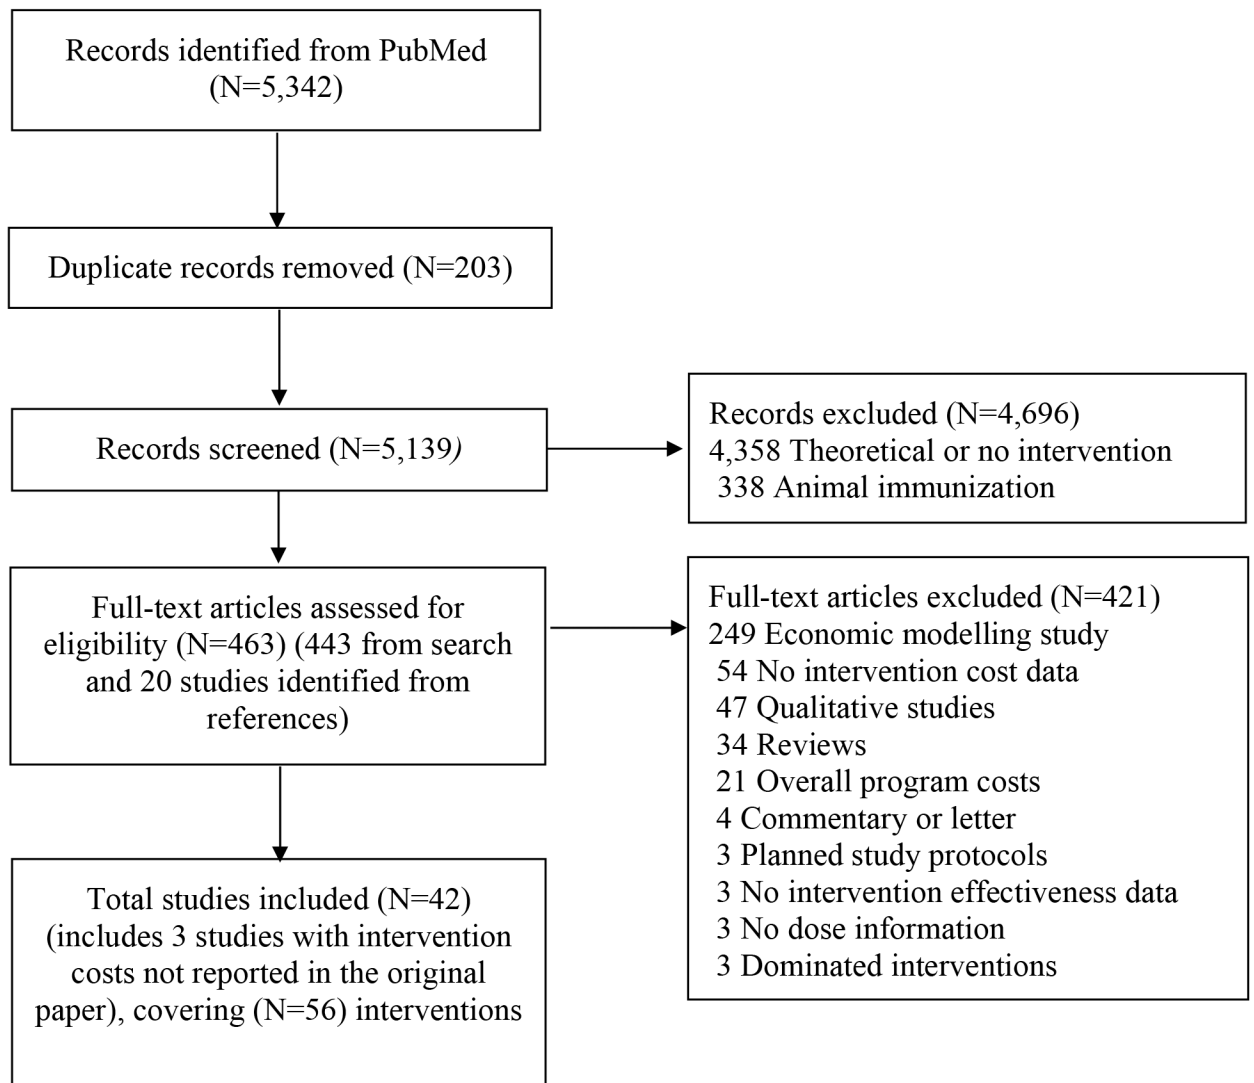 Records identified from PubMed
(N=5,342)
Duplicate records removed (N=203)
Records screened (N=5,139)
Records excluded (N=4,696)
4,358 Theoretical or no intervention
338 Animal immunization
Full-text articles assessed for
eligibility (N=463) (443 from search
and 20 studies identified from
references)
Full-text articles excluded (N=421)
249 Economic modelling study
54 No intervention cost data
47 Qualitative studies
34 Reviews
21 Overall program costs
4 Commentary or letter
3 Planned study protocols
3 No intervention effectiveness data
3 No dose information
3 Dominated interventions
Total studies included (N=42)
(includes 3 studies with intervention
costs not reported in the original
paper), covering (N=56) interventions